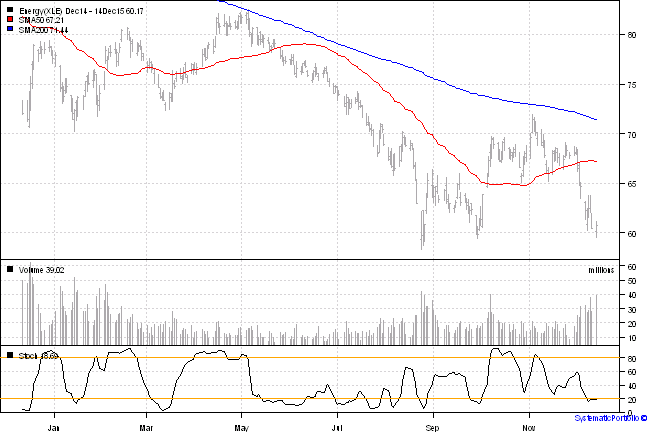 Energy(XLE) Dec14 - 14Dec15 60.17
SMA50 67.21
SMA200 71.44
80
75
70
65
60
Volume 39.02
millions
60
50
40
30
20
10
Stoch
80
60
40
20
0
Jan
Mar
May
Jul
Sep
Nov
SystematicPortfolio ©